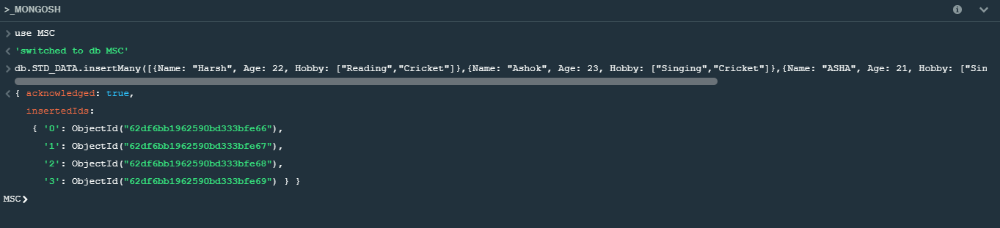 >_MONGOSH
> use MSC
< 'switched to db MSC'
> db.STD_DATA.insertMany([{Name: "Harsh", Age: 22, Hobby: ["Reading","Cricket"]},{Name: "Ashok", Age: 23, Hobby: ["Singing","Cricket"]},{Name: "ASHA", Age: 21, Hobby: ["Sin
< { acknowledged: true,
insertedIds:
{ '0': ObjectId("62df6bb1962590bd333bfe66"),
'1': ObjectId("62df6bb1962590bd333bfe67"),
'2': ObjectId("62df6bb1962590bd333bfe68"),
'3': ObjectId("62df6bb1962590bd333bfe69") } }
MSC>